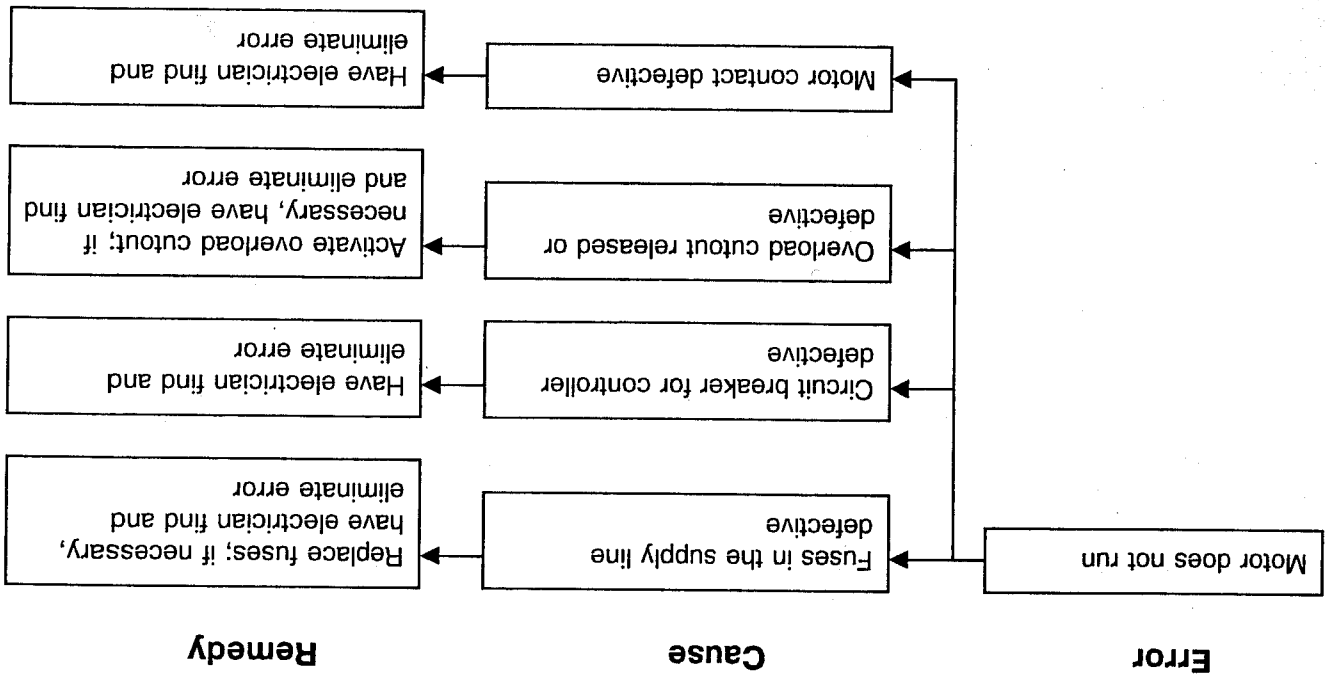 Error
Cause
Remedy
Motor does not run
Fuses in the supply line
defective
Replace fuses; if necessary,
have electrician find and
eliminate error
Circuit breaker for controller
defective
Have electrician find and
eliminate error
Overload cutout released or
defective
Activate overload cutout; if
necessary, have electrician find
and eliminate error
Motor contact defective
Have electrician find and
eliminate error